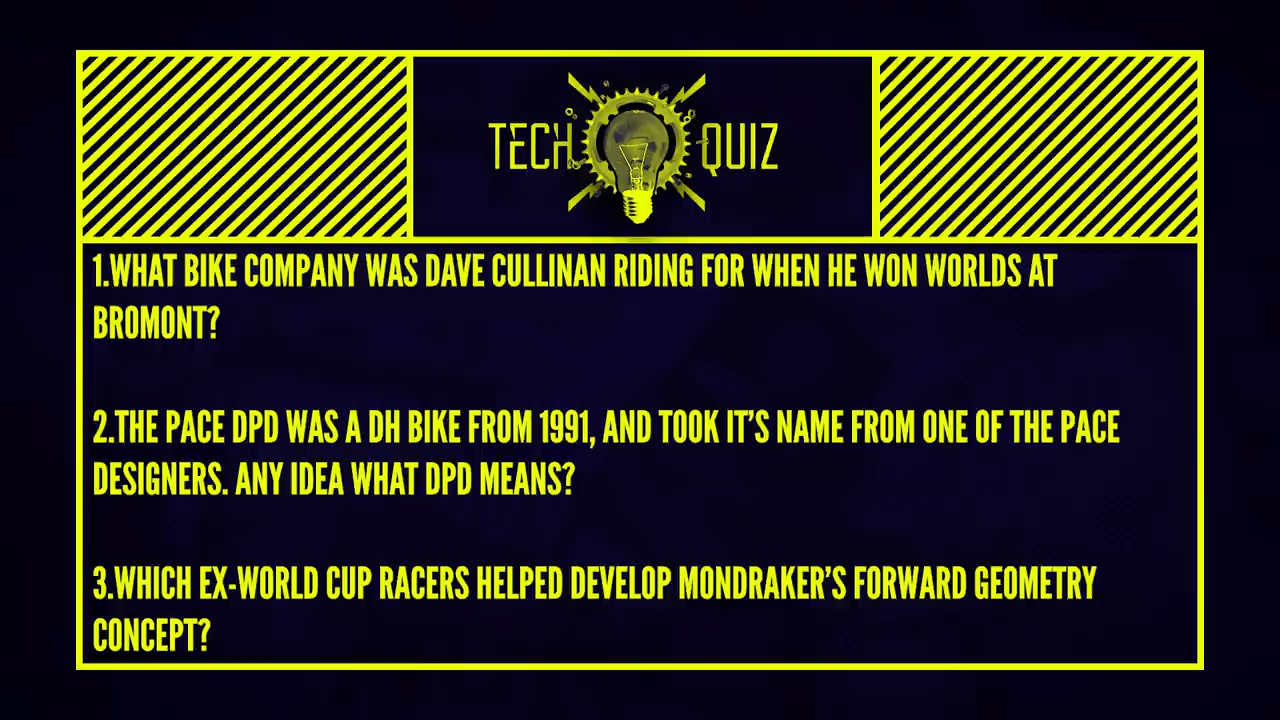 TECH QUIZ
1.WHAT BIKE COMPANY WAS DAVE CULLINAN RIDING FOR WHEN HE WON WORLDS AT
BROMONT?
2.THE PACE DPD WAS A DH BIKE FROM 1991, AND TOOK IT'S NAME FROM ONE OF THE PACE
DESIGNERS. ANY IDEA WHAT DPD MEANS?
3.WHICH EX-WORLD CUP RACERS HELPED DEVELOP MONDRAKER'S FORWARD GEOMETRY
CONCEPT?